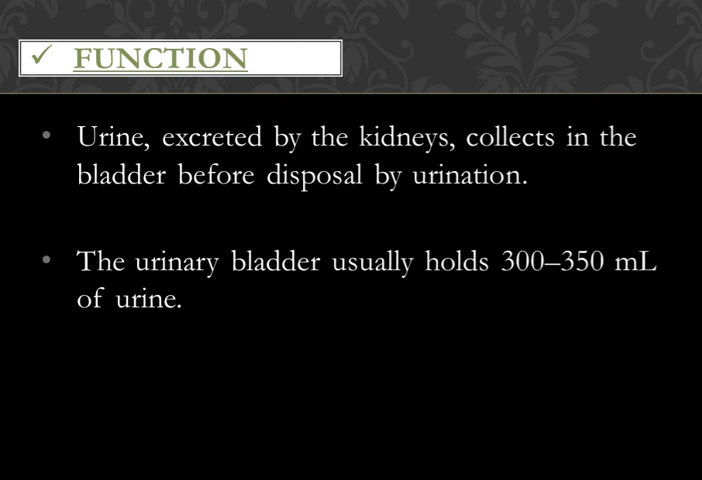 ✓ FUNCTION
• Urine, excreted by the kidneys, collects in the
bladder before disposal by urination.
• The urinary bladder usually holds 300–350 mL
of urine.